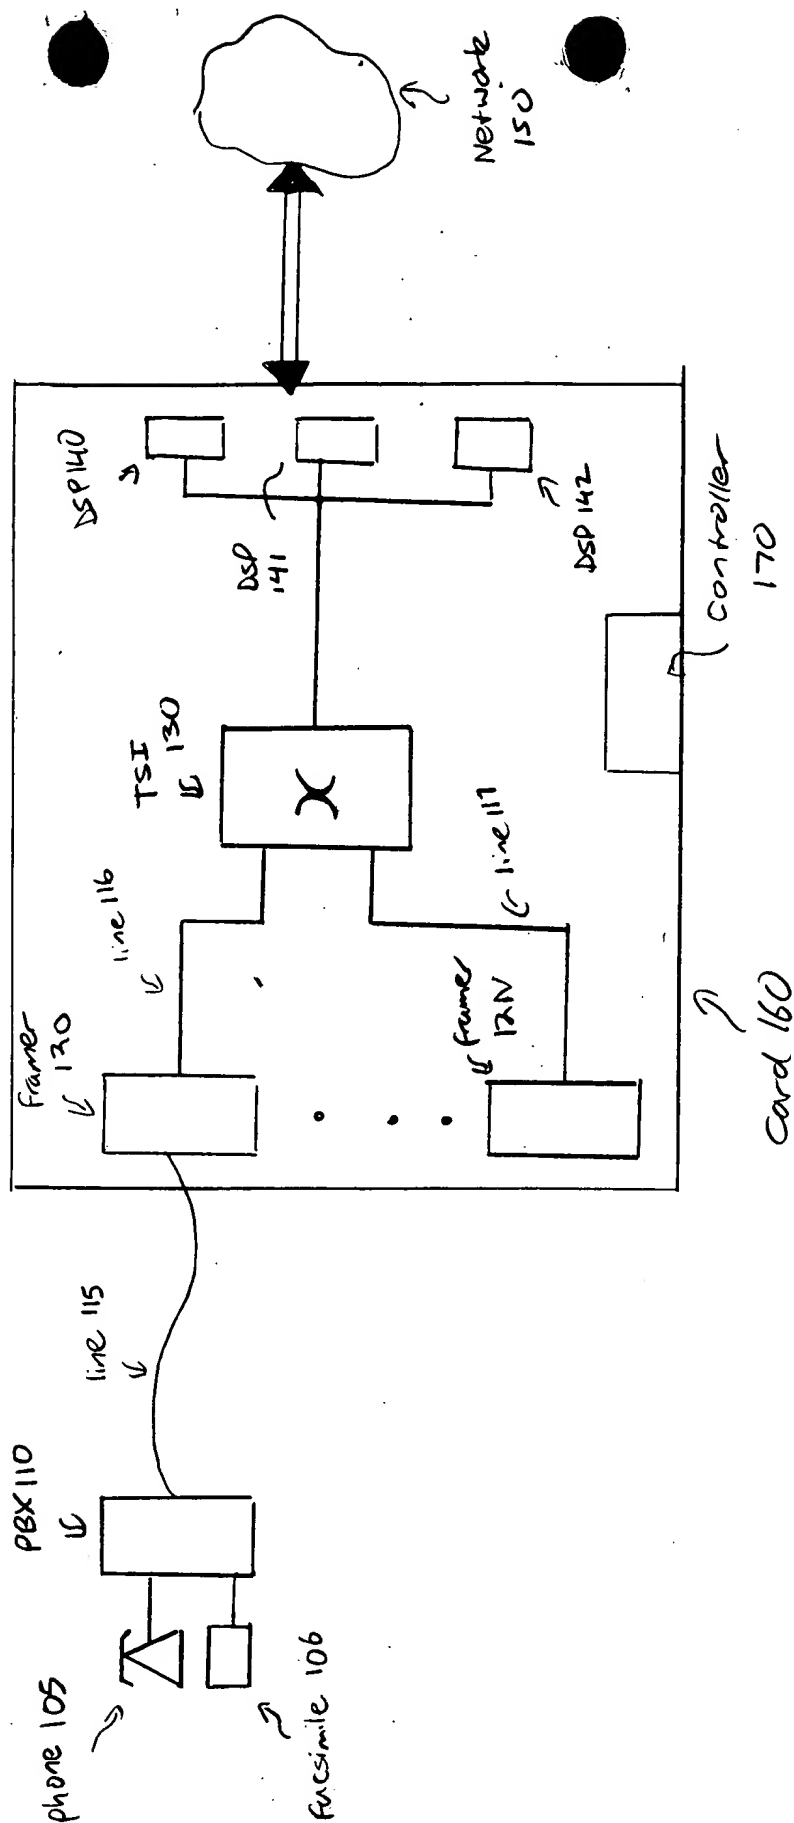 phone 105
facsimile 106
PBX 110
line 115
Framer
120
Framer
12N
line 116
line 117
TSI
130
DSP 140
DSP
141
DSP 142
Controller
170
Card 160
Network
150